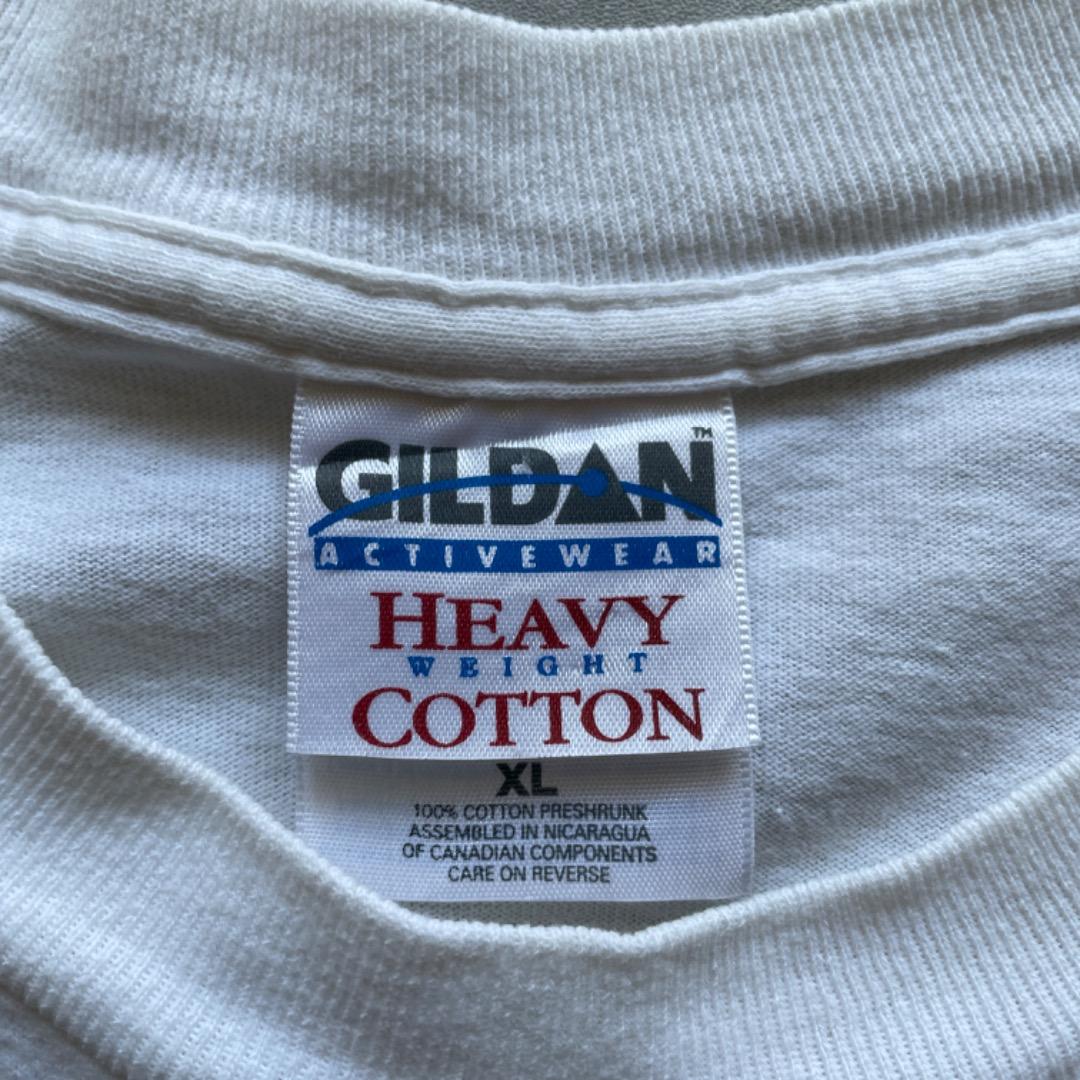 GILDAN™
ACTIVEWEAR
HEAVY
WEIGHT
COTTON
XL
100% COTTON PRESHRUNK
ASSEMBLED IN NICARAGUA
OF CANADIAN COMPONENTS
CARE ON REVERSE